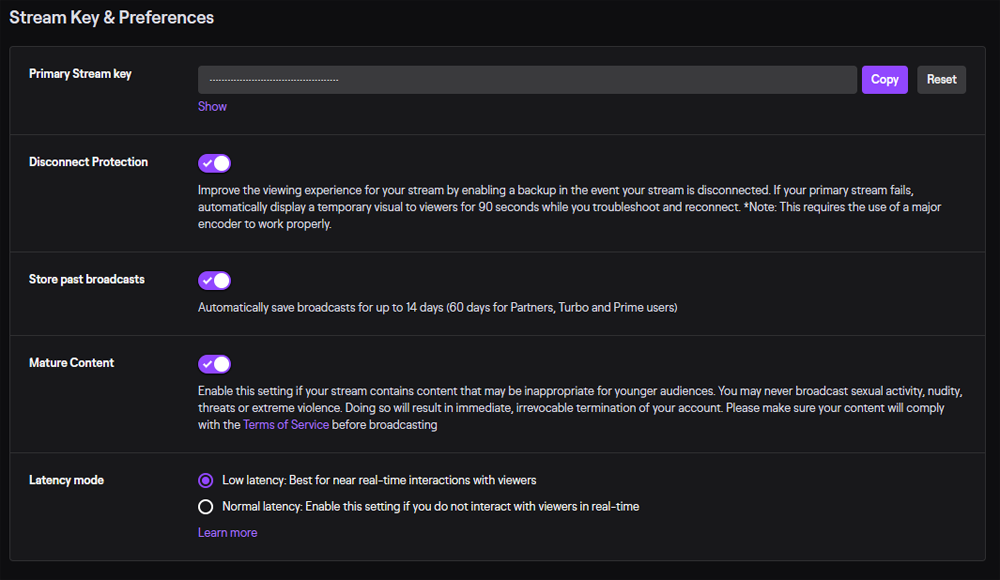 Stream Key & Preferences
Primary Stream key
Copy
Reset
Show
Disconnect Protection
Improve the viewing experience for your stream by enabling a backup in the event your stream is disconnected. If your primary stream fails,
automatically display a temporary visual to viewers for 90 seconds while you troubleshoot and reconnect. *Note: This requires the use of a major
encoder to work properly.
Store past broadcasts
Automatically save broadcasts for up to 14 days (60 days for Partners, Turbo and Prime users)
Mature Content
Enable this setting if your stream contains content that may be inappropriate for younger audiences. You may never broadcast sexual activity, nudity,
threats or extreme violence. Doing so will result in immediate, irrevocable termination of your account. Please make sure your content will comply
with the Terms of Service before broadcasting
Latency mode
Low latency: Best for near real-time interactions with viewers
Normal latency: Enable this setting if you do not interact with viewers in real-time
Learn more